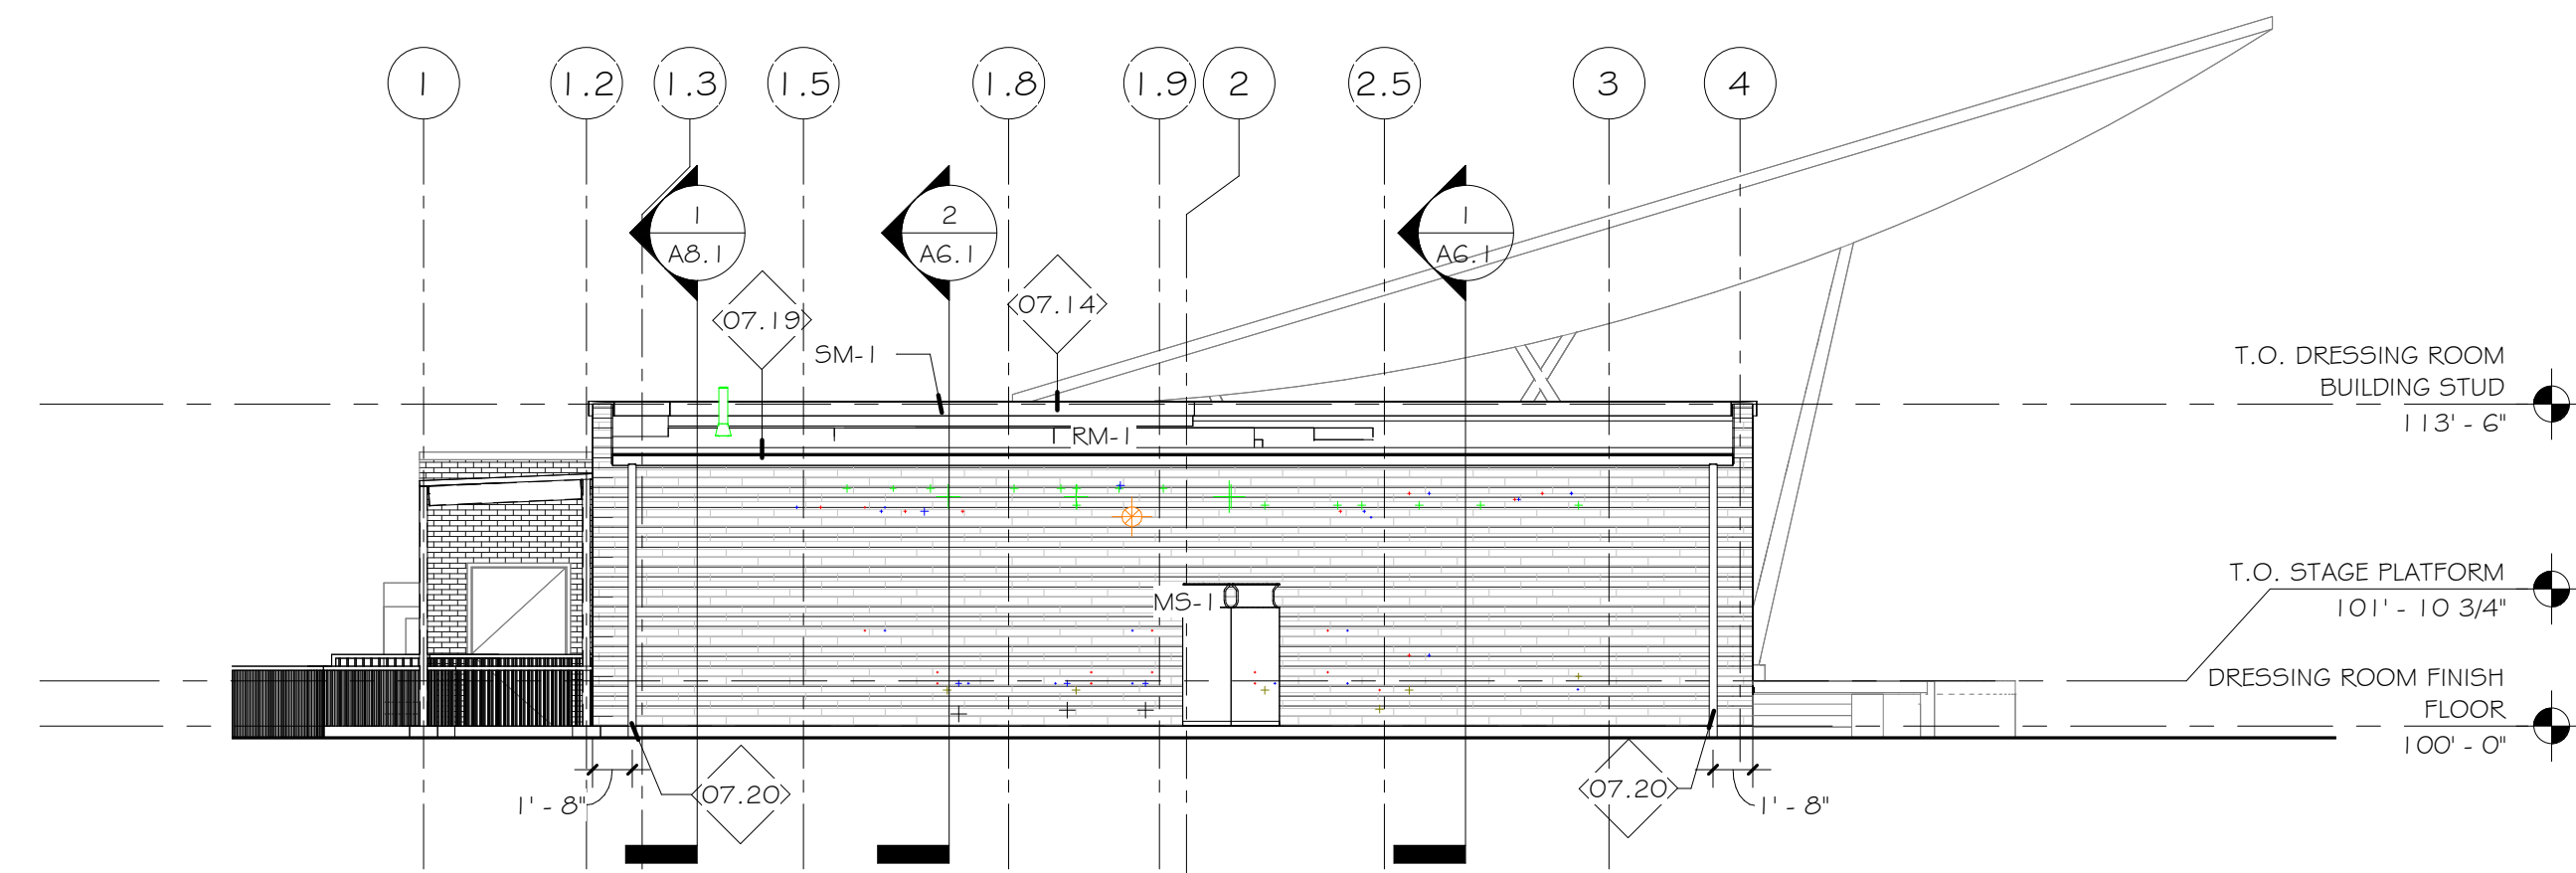 1
1.2
1.3
1.5
1.8
1.9
2
2.5
3
4
1
A8.1
2
A6.1
1
A6.1
07.19
07.14
SM-1
T.O. DRESSING ROOM
BUILDING STUD
113' - 6"
RM-1
T.O. STAGE PLATFORM
101' - 10 3/4"
MS-1
DRESSING ROOM FINISH
FLOOR
100' - 0"
1' - 8"
07.20
07.20
1' - 8"